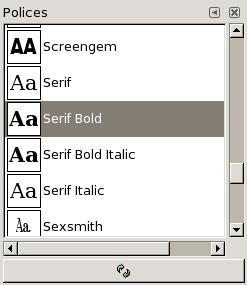 Polices
AA Screengem
Aa Serif
Aa Serif Bold
Aa Serif Bold Italic
Aa Serif Italic
Aa Sexsmith